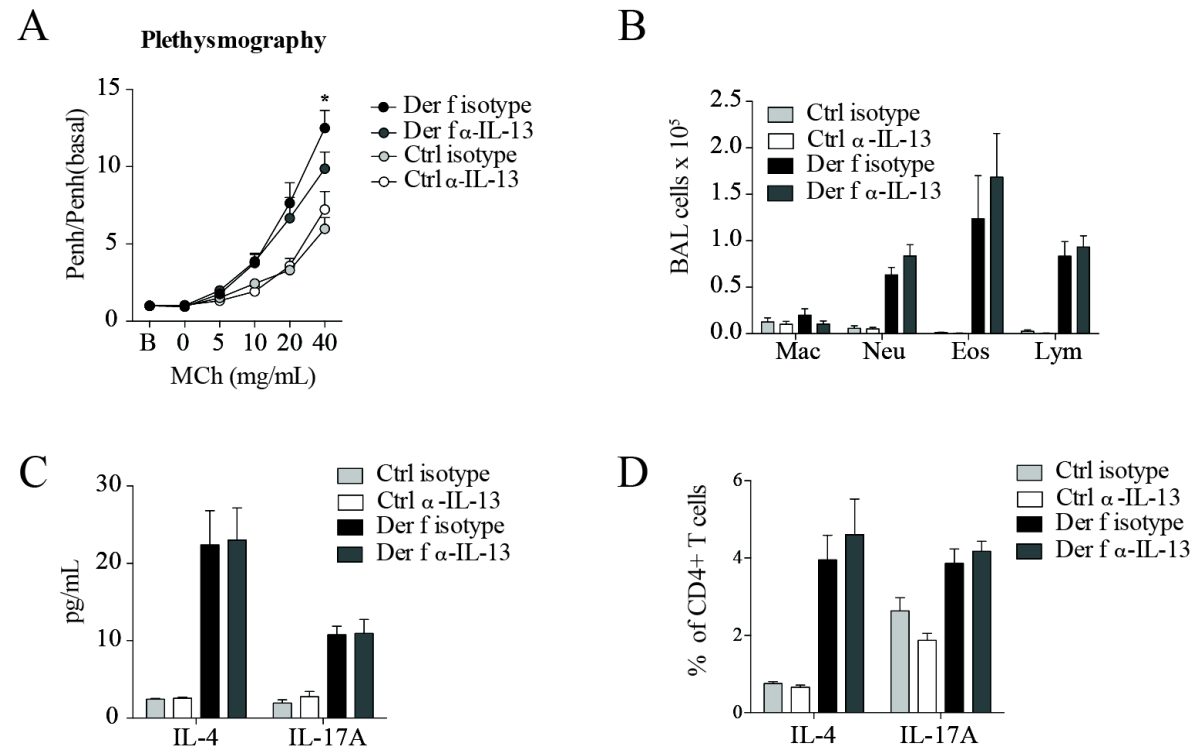 A
Plethysmography
15
10
5
0
Penh/Penh(basal)
B 0 5 10 20 40
MCh (mg/mL)
*
Der f isotype
Der f α-IL-13
Ctrl isotype
Ctrl α-IL-13
B
2.5
2.0
1.5
1.0
0.5
0.0
BAL cells x 10⁵
Ctrl isotype
Ctrl α-IL-13
Der f isotype
Der f α-IL-13
Mac Neu Eos Lym
C
30
20
10
0
pg/mL
Ctrl isotype
Ctrl α-IL-13
Der f isotype
Der f α-IL-13
IL-4 IL-17A
D
6
4
2
0
% of CD4+ T cells
Ctrl isotype
Ctrl α-IL-13
Der f isotype
Der f α-IL-13
IL-4 IL-17A